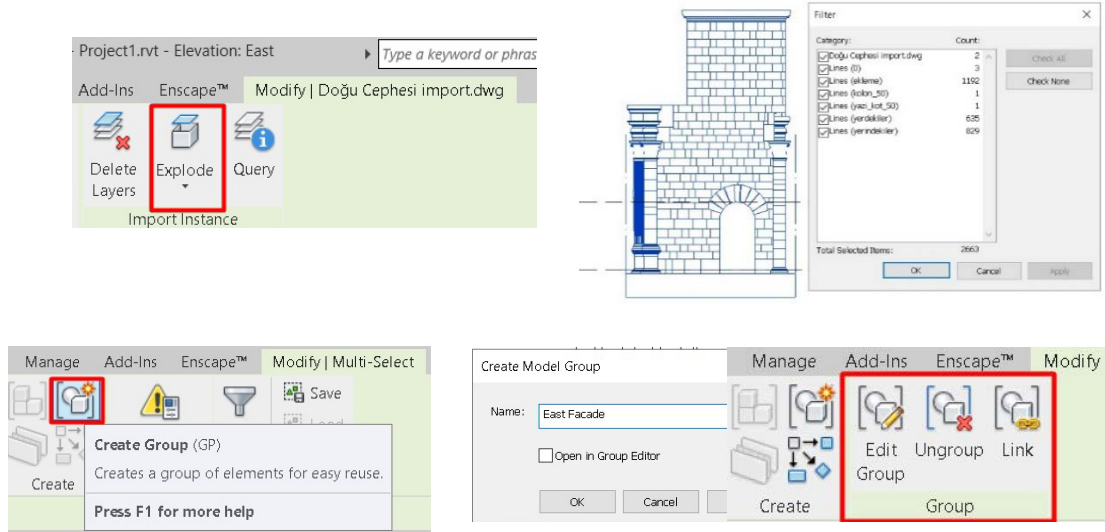 - Project1.rvt - Elevation: East
Type a keyword or phras
Add-Ins Enscape™ Modify | Doğu Cephesi import.dwg
Delete Layers
Explode
Query
Import Instance
Filter
Category: Count:
Doğu Cephesi import.dwg 2
Lines (0) 3
Lines (ekleme) 1192
Lines (kolon_50) 1
Lines (yazi_kot_50) 1
Lines (yerdekiler) 635
Lines (yerindekiler) 829
Check All
Check None
Total Selected Items: 2663
OK Cancel Apply
Manage Add-Ins Enscape™ Modify | Multi-Select
Save
Load
Create Group (GP)
Creates a group of elements for easy reuse.
Press F1 for more help
Create
Create Model Group
Name: East Facade
Open in Group Editor
OK Cancel
Manage Add-Ins Enscape™ Modify
Edit Group
Ungroup
Link
Create Group